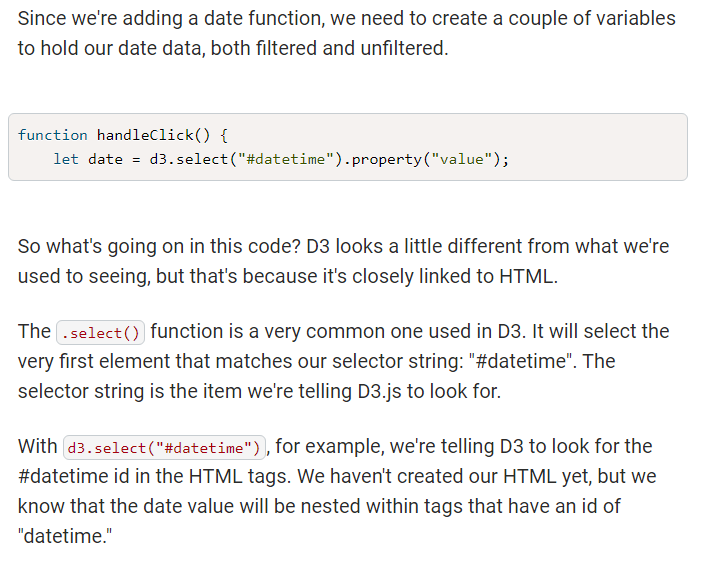 Since we're adding a date function, we need to create a couple of variables
to hold our date data, both filtered and unfiltered.
function handleClick() {
    let date = d3.select("#datetime").property("value");
So what's going on in this code? D3 looks a little different from what we're
used to seeing, but that's because it's closely linked to HTML.
The .select() function is a very common one used in D3. It will select the
very first element that matches our selector string: "#datetime". The
selector string is the item we're telling D3.js to look for.
With d3.select("#datetime"), for example, we're telling D3 to look for the
#datetime id in the HTML tags. We haven't created our HTML yet, but we
know that the date value will be nested within tags that have an id of
"datetime."